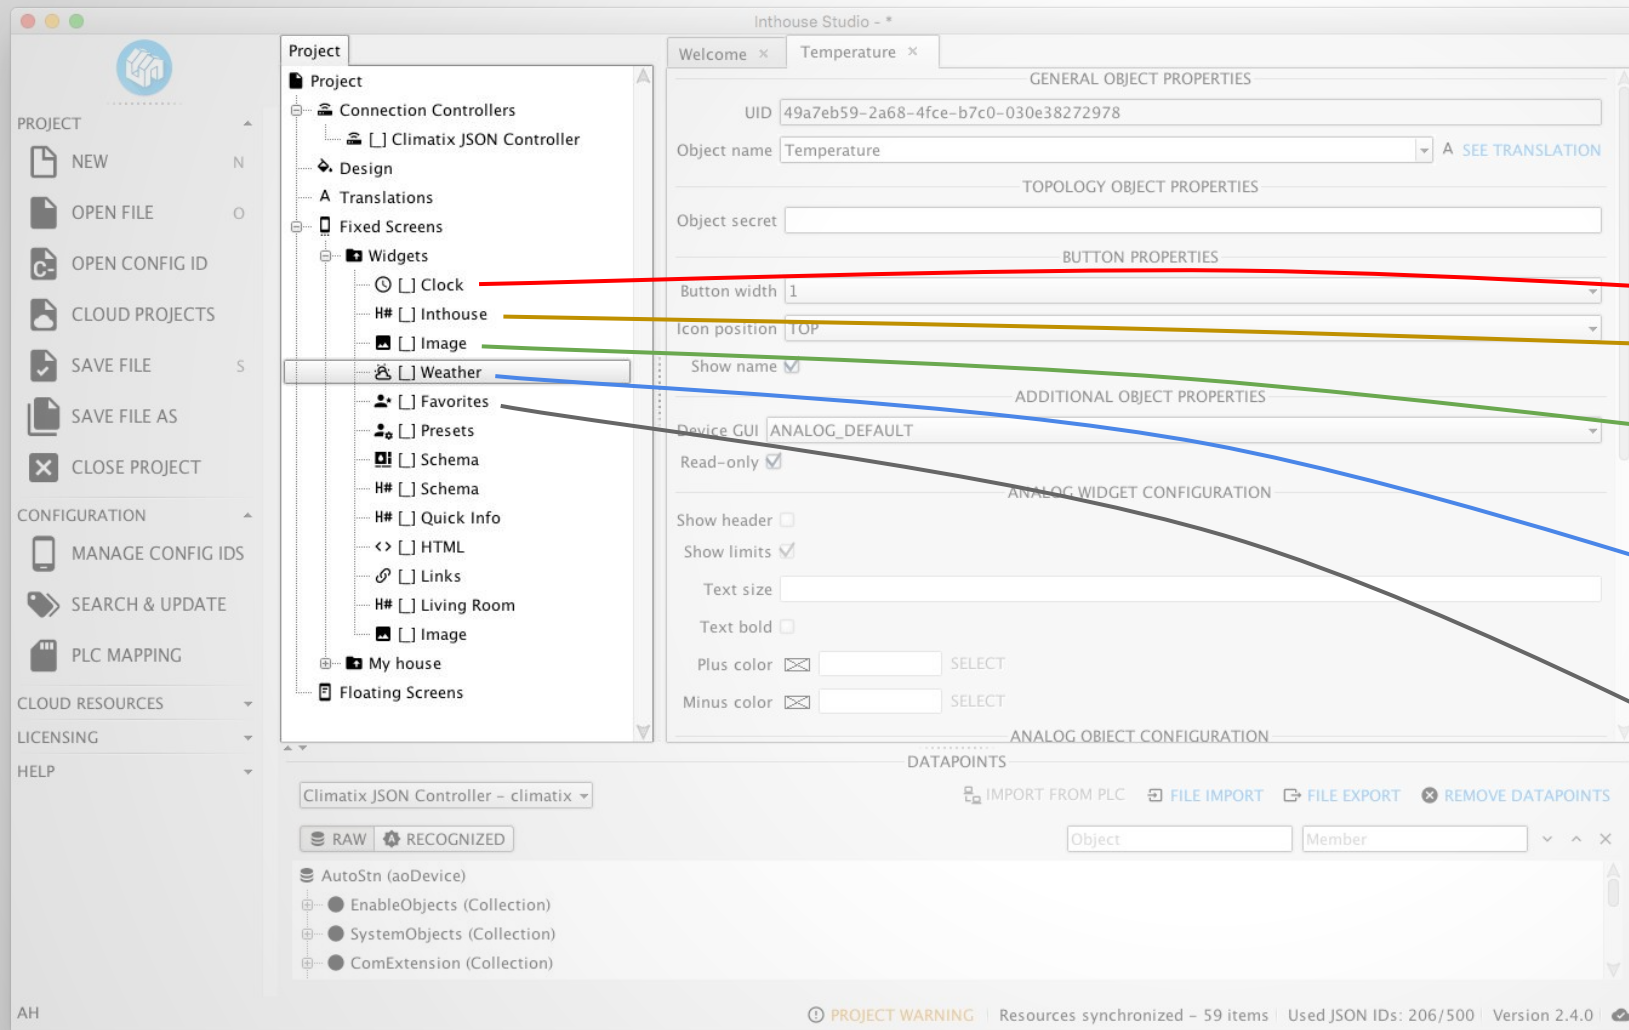 Inthouse Studio - *
PROJECT
NEW N
OPEN FILE O
OPEN CONFIG ID
CLOUD PROJECTS
SAVE FILE S
SAVE FILE AS
CLOSE PROJECT
CONFIGURATION
MANAGE CONFIG IDS
SEARCH & UPDATE
PLC MAPPING
CLOUD RESOURCES
LICENSING
HELP
AH
Project
Project
Connection Controllers
[_] Climatix JSON Controller
Design
A Translations
Fixed Screens
Widgets
[_] Clock
H# [_] Inthouse
[_] Image
[_] Weather
[_] Favorites
[_] Presets
[_] Schema
H# [_] Schema
H# [_] Quick Info
<> [_] HTML
[_] Links
H# [_] Living Room
[_] Image
My house
Floating Screens
Welcome × Temperature ×
GENERAL OBJECT PROPERTIES
UID 49a7eb59-2a68-4fce-b7c0-030e38272978
Object name Temperature A SEE TRANSLATION
TOPOLOGY OBJECT PROPERTIES
Object secret
BUTTON PROPERTIES
Button width 1
Icon position TOP
Show name
ADDITIONAL OBJECT PROPERTIES
Device GUI ANALOG_DEFAULT
Read-only
ANALOG WIDGET CONFIGURATION
Show header
Show limits
Text size
Text bold
Plus color SELECT
Minus color SELECT
ANALOG OBJECT CONFIGURATION
DATAPOINTS
Climatix JSON Controller - climatix
IMPORT FROM PLC FILE IMPORT FILE EXPORT REMOVE DATAPOINTS
RAW RECOGNIZED Object Member
AutoStn (aoDevice)
EnableObjects (Collection)
SystemObjects (Collection)
ComExtension (Collection)
PROJECT WARNING Resources synchronized - 59 items Used JSON IDs: 206/500 Version 2.4.0